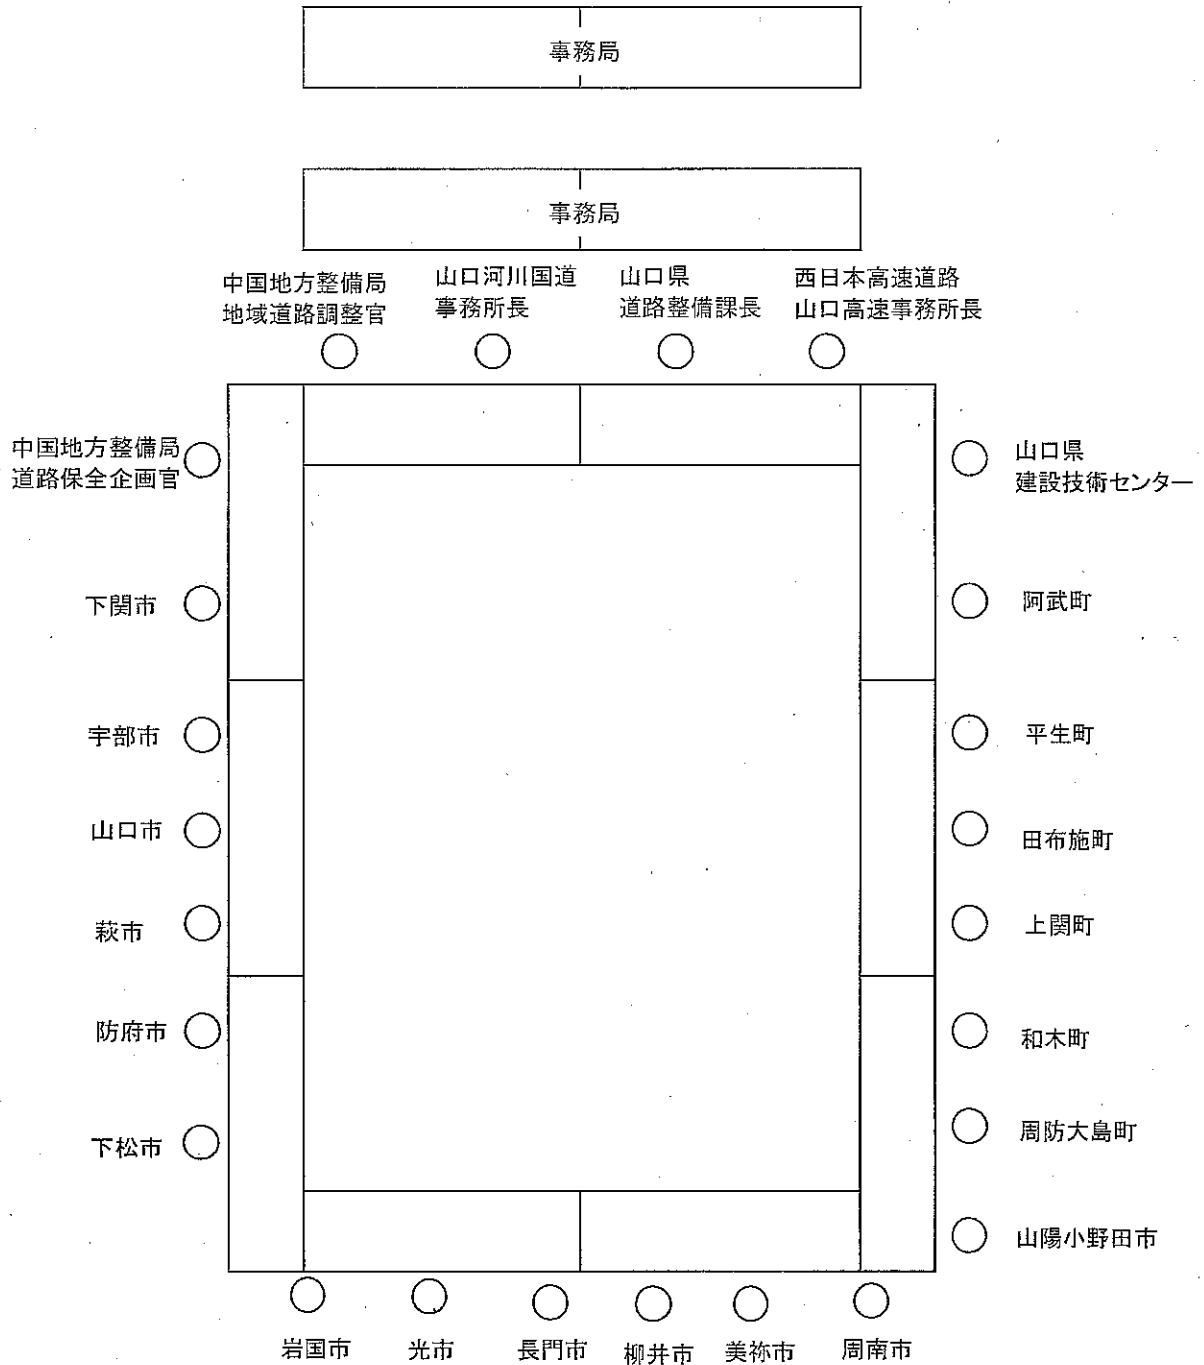 事務局
事務局
中国地方整備局
地域道路調整官
山口河川国道
事務所長
山口県
道路整備課長
西日本高速道路
山口高速事務所長
中国地方整備局
道路保全企画官
山口県
建設技術センター
下関市
阿武町
宇部市
平生町
山口市
田布施町
萩市
上関町
防府市
和木町
下松市
周防大島町
山陽小野田市
岩国市
光市
長門市
柳井市
美祢市
周南市